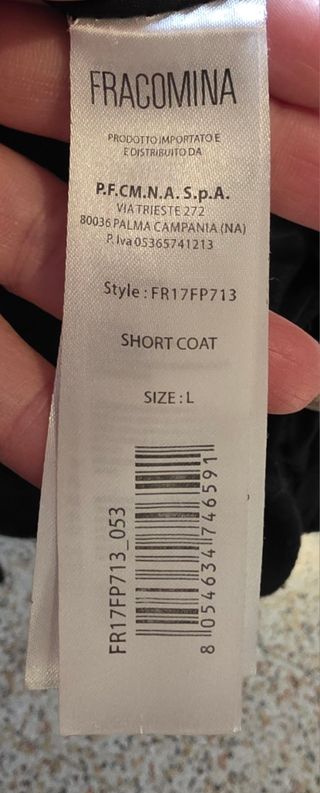 FRACOMINA
PRODOTTO IMPORTATO E
E DISTRIBUITO DA
P.F.CM.N.A. S.p.A.
VIA TRIESTE 272
80036 PALMA CAMPANIA (NA)
P. Iva 05365741213
Style : FR17FP713
SHORT COAT
SIZE : L
FR17FP713_053
8 054634 746591